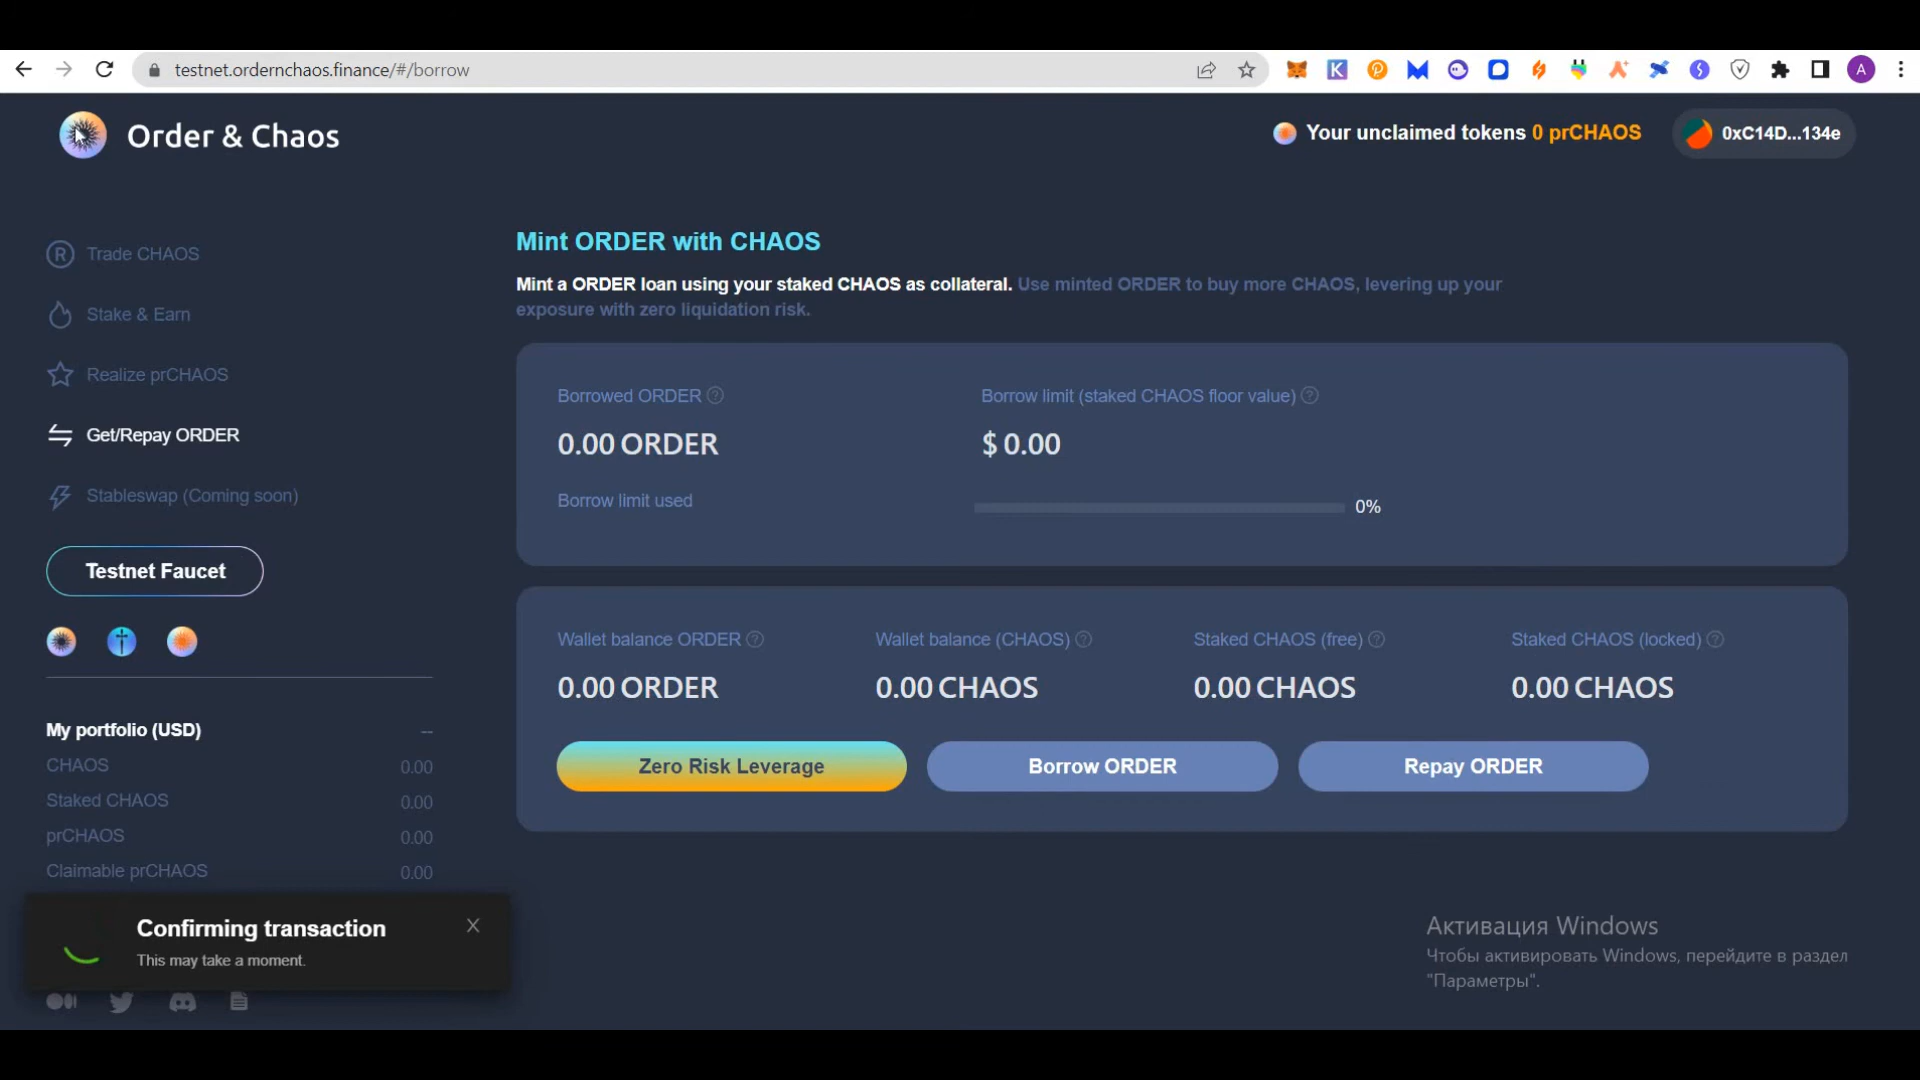 testnet.ordernchaos.finance/#/borrow
A
Order & Chaos
Your unclaimed tokens 0 prCHAOS
0xC14D...134e
Trade CHAOS
Stake & Earn
Realize prCHAOS
Get/Repay ORDER
Stableswap (Coming soon)
Testnet Faucet
My portfolio (USD) --
CHAOS 0.00
Staked CHAOS 0.00
prCHAOS 0.00
Claimable prCHAOS 0.00
Confirming transaction
This may take a moment.
Mint ORDER with CHAOS
Mint a ORDER loan using your staked CHAOS as collateral. Use minted ORDER to buy more CHAOS, levering up your
exposure with zero liquidation risk.
Borrowed ORDER
0.00 ORDER
Borrow limit (staked CHAOS floor value)
$ 0.00
Borrow limit used
0%
Wallet balance ORDER
0.00 ORDER
Wallet balance (CHAOS)
0.00 CHAOS
Staked CHAOS (free)
0.00 CHAOS
Staked CHAOS (locked)
0.00 CHAOS
Zero Risk Leverage
Borrow ORDER
Repay ORDER
Активация Windows
Чтобы активировать Windows, перейдите в раздел
"Параметры".